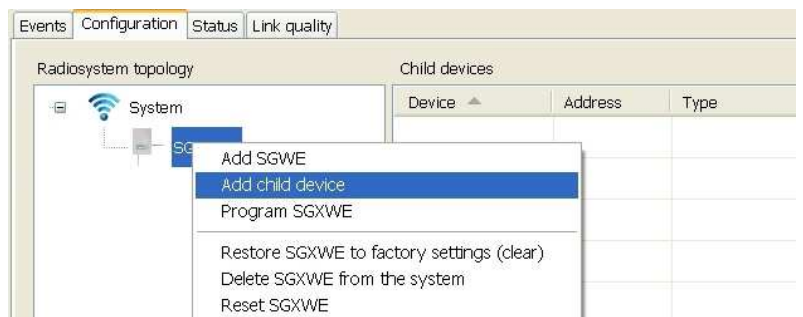 Events Configuration Status Link quality
Radiosystem topology Child devices
System Device Address Type
Add SGWE
Add child device
Program SGXWE
Restore SGXWE to factory settings (clear)
Delete SGXWE from the system
Reset SGXWE